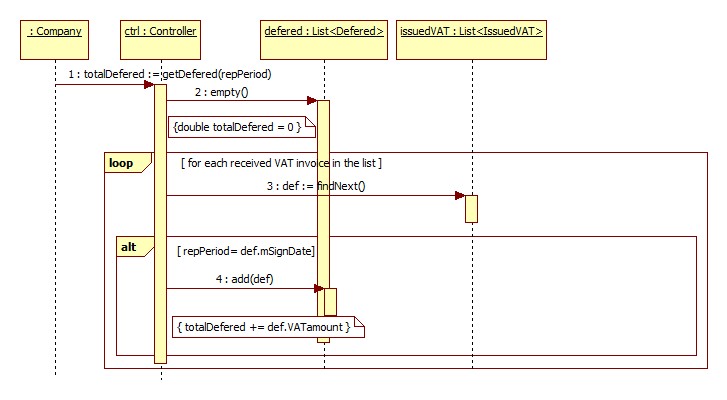 : Company
ctrl : Controller
defered : List<Defered>
issuedVAT : List<IssuedVAT>
1 : totalDefered := getDefered(repPeriod)
2 : empty()
{double totalDefered = 0 }
loop
[ for each received VAT invoice in the list ]
3 : def := findNext()
alt
[ repPeriod= def.mSignDate]
4 : add(def)
{ totalDefered += def.VATamount }